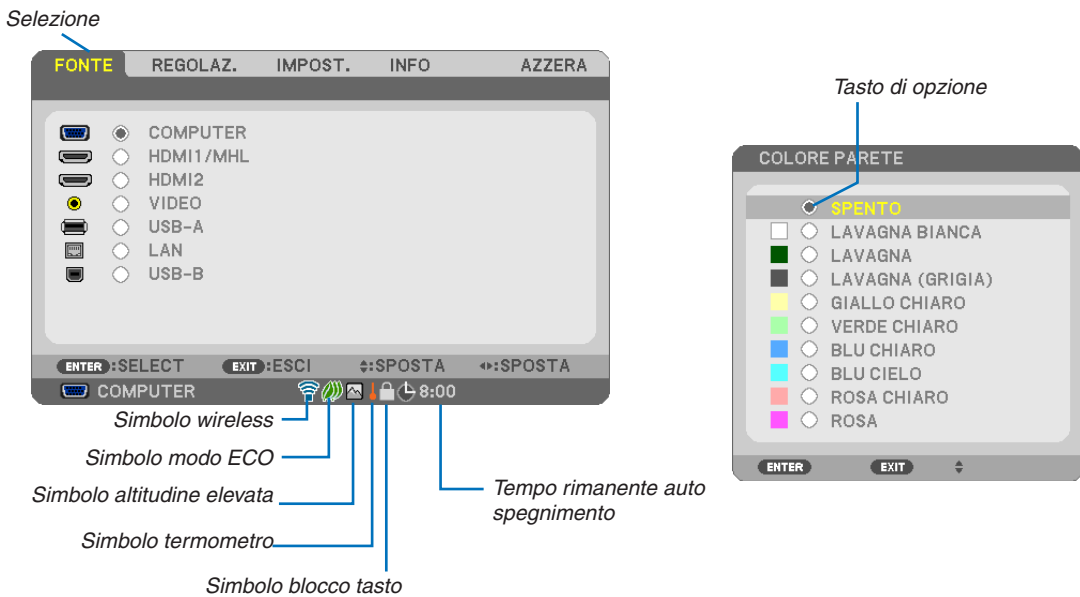 Selezione
FONTE REGOLAZ. IMPOST. INFO AZZERA
COMPUTER
HDMI1/MHL
HDMI2
VIDEO
USB-A
LAN
USB-B
ENTER :SELECT EXIT :ESCI :SPOSTA :SPOSTA
COMPUTER 8:00
Simbolo wireless
Simbolo modo ECO
Simbolo altitudine elevata
Simbolo termometro
Simbolo blocco tasto
Tempo rimanente auto
spegnimento
Tasto di opzione
COLORE PARETE
SPENTO
LAVAGNA BIANCA
LAVAGNA
LAVAGNA (GRIGIA)
GIALLO CHIARO
VERDE CHIARO
BLU CHIARO
BLU CIELO
ROSA CHIARO
ROSA
ENTER EXIT